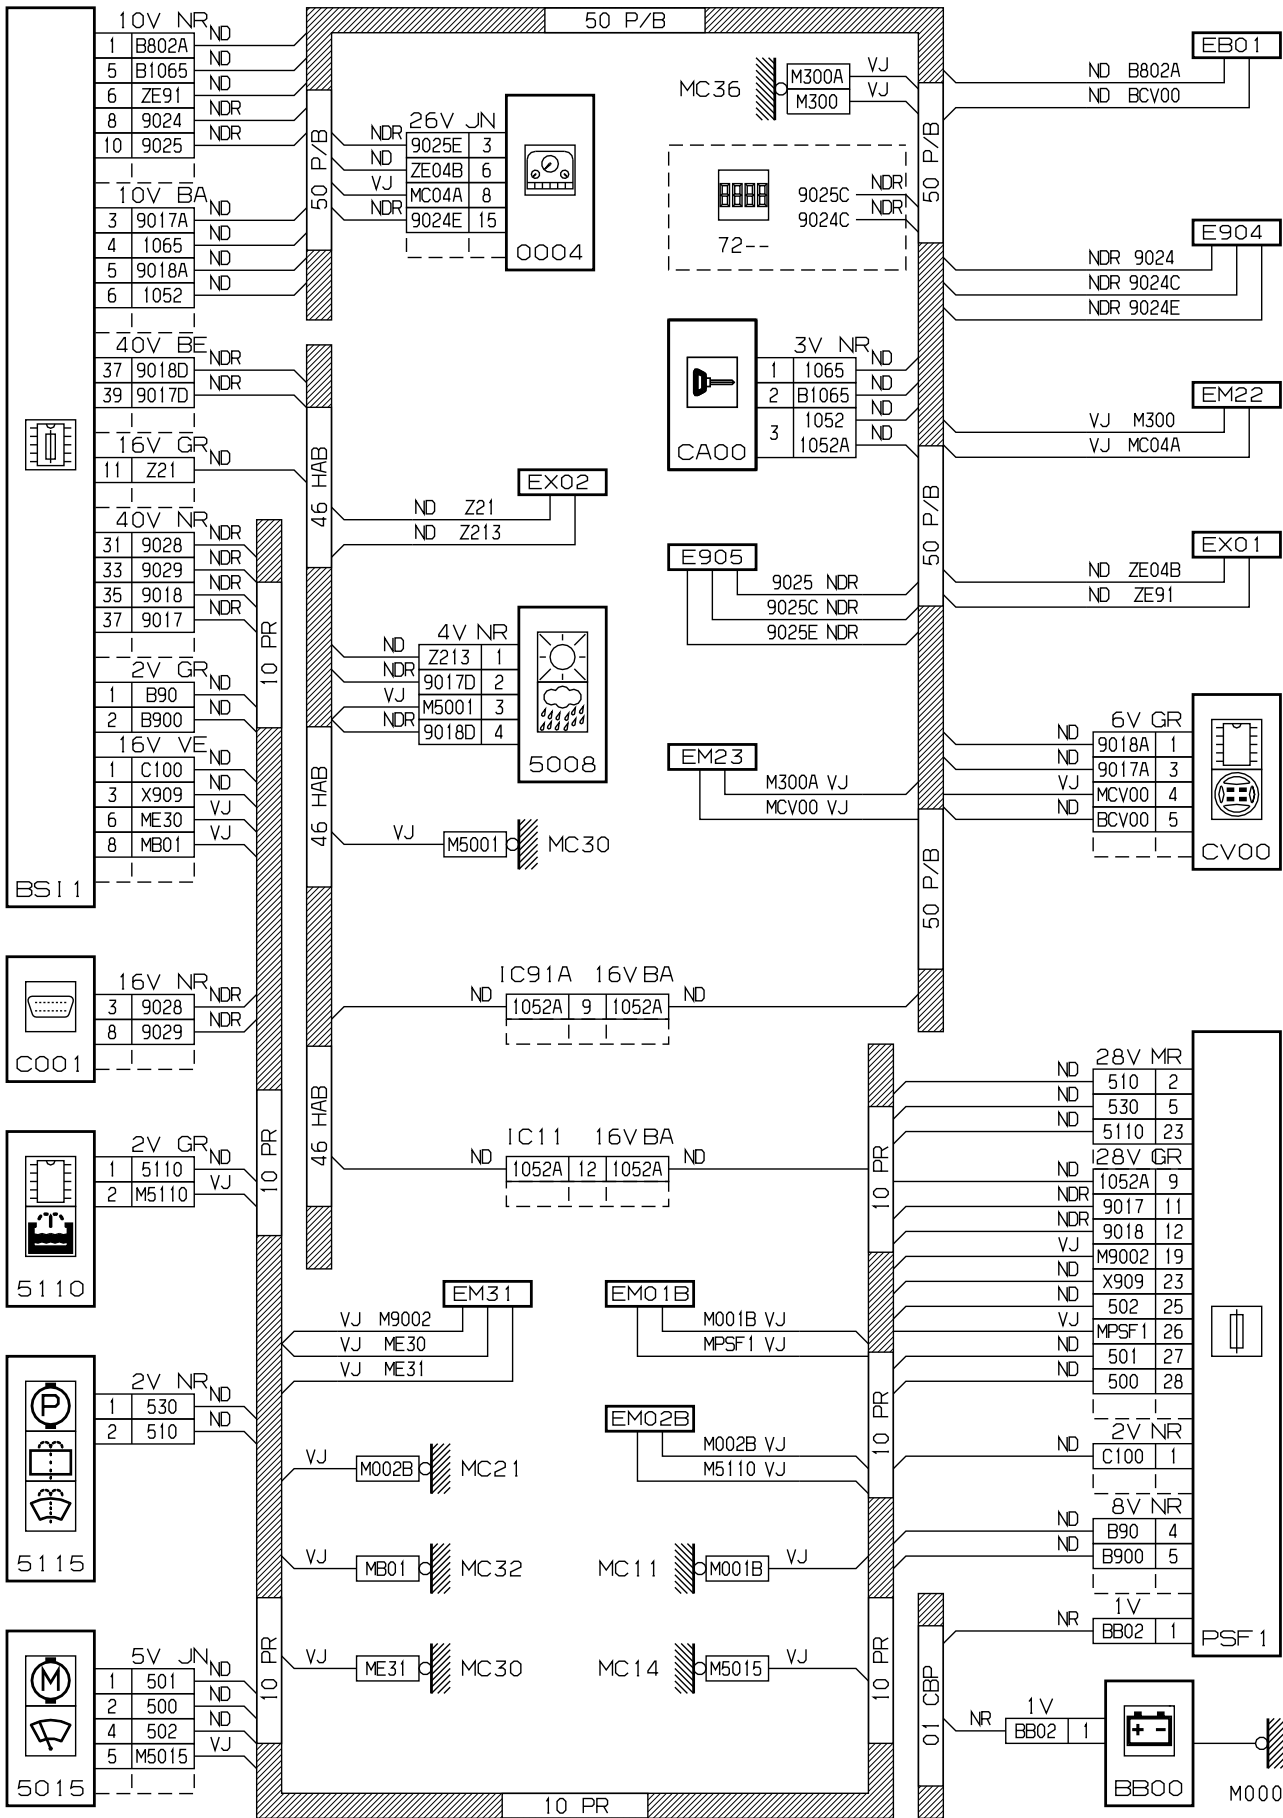 50 P/B
10V NR
1 B802A ND
5 B1065 ND
6 ZE91 ND
8 9024 NDR
10 9025 NDR
10V BA
3 9017A ND
4 1065 ND
5 9018A ND
6 1052 ND
40V BE
37 9018D NDR
39 9017D NDR
16V GR
11 Z21 ND
40V NR
31 9028 NDR
33 9029 NDR
35 9018 NDR
37 9017 NDR
2V GR
1 B90 ND
2 B900 ND
16V VE
1 C100 ND
3 X909 ND
6 ME30 VJ
8 MB01 VJ
BSI1
16V NR
3 9028 NDR
8 9029 NDR
C001
2V GR
1 5110 ND
2 M5110 VJ
5110
2V NR
1 530 ND
2 510 ND
P
5115
5V JN
1 501 ND
2 500 ND
4 502 ND
5 M5015 VJ
M
5015
50 P/B
46 HAB
46 HAB
46 HAB
10 PR
10 PR
10 PR
26V JN
NDR 9025E 3
ND ZE04B 6
VJ MC04A 8
NDR 9024E 15
0004
EX02
ND Z21
ND Z213
4V NR
ND Z213 1
NDR 9017D 2
VJ M5001 3
NDR 9018D 4
5008
VJ M5001 MC30
IC91A 16V BA
ND 1052A 9 1052A ND
IC11 16V BA
ND 1052A 12 1052A ND
EM31
VJ M9002
VJ ME30
VJ ME31
VJ M002B MC21
VJ MB01 MC32
VJ ME31 MC30
EM01B
M001B VJ
MPSF1 VJ
EM02B
M002B VJ
M5110 VJ
MC11 M001B VJ
MC14 M5015 VJ
10 PR
MC36 M300A VJ
M300 VJ
72--
9025C NDR
9024C NDR
3V NR
1 1065 ND
2 B1065 ND
3 1052 ND
1052A ND
CA00
E905
9025 NDR
9025C NDR
9025E NDR
EM23
M300A VJ
MCV00 VJ
50 P/B
50 P/B
50 P/B
10 PR
10 PR
10 PR
01 CBP
EB01
ND B802A
ND BCV00
E904
NDR 9024
NDR 9024C
NDR 9024E
EM22
VJ M300
VJ MC04A
EX01
ND ZE04B
ND ZE91
6V GR
ND 9018A 1
ND 9017A 3
VJ MCV00 4
ND BCV00 5
CV00
28V MR
ND 510 2
ND 530 5
ND 5110 23
28V GR
ND 1052A 9
NDR 9017 11
NDR 9018 12
VJ M9002 19
ND X909 23
ND 502 25
VJ MPSF1 26
ND 501 27
ND 500 28
2V NR
ND C100 1
8V NR
ND B90 4
ND B900 5
1V
NR BB02 1
PSF1
1V
NR BB02 1
+ -
BB00
M000